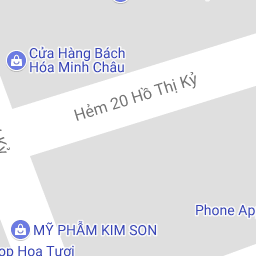 Cửa Hàng Bách
Hóa Minh Châu
Hẻm 20 Hồ Thị Kỷ
Phone Ap
MỸ PHẨM KIM SON
op Hoa Tươi